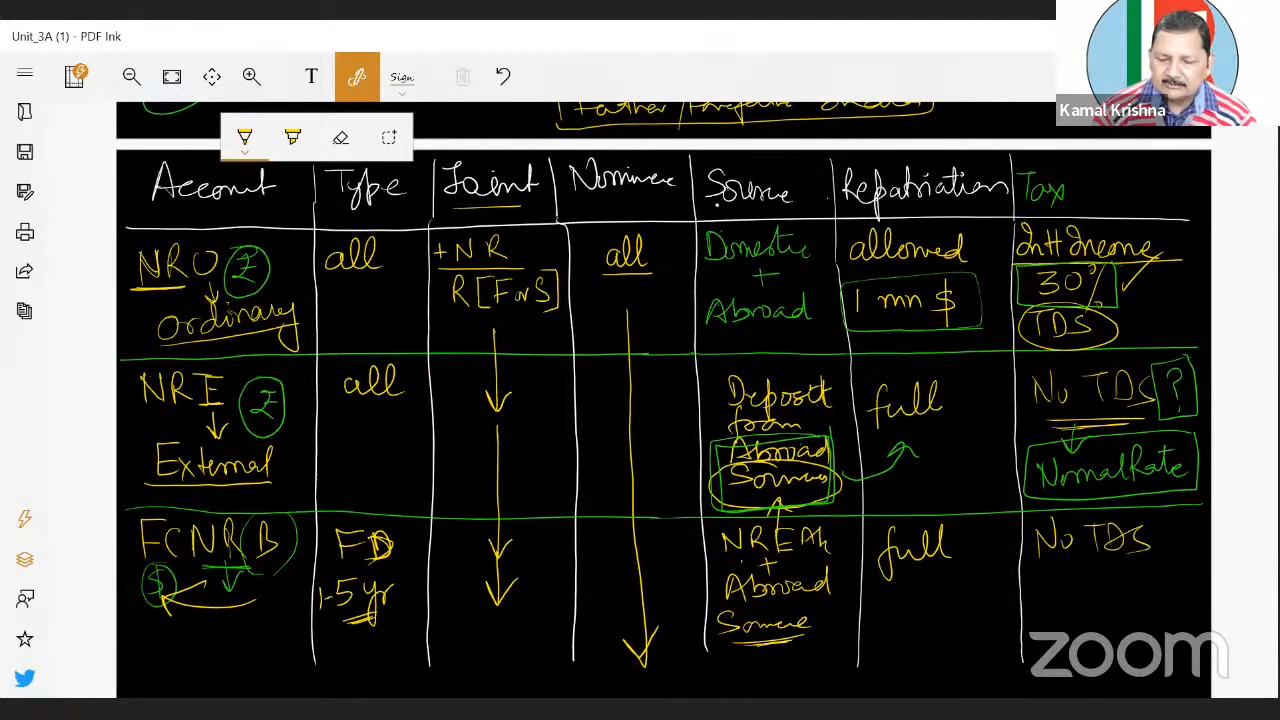 Unit_3A (1) - PDF Ink
T
Sign
Kamal Krishna
Account Type Joint Nominee Source Repatriation Tax
NRO ₹ all + NR all Domestic allowed Int Income
R [F or S] + 1 mn $ 30%
Ordinary Abroad TDS
NRE ₹ all Deposit full No TDS ?
from
External Abroad Normal Rate
Sources
FCNR(B) FD NRE A/c full No TDS
$ 1-5 yr + Abroad
Source
zoom